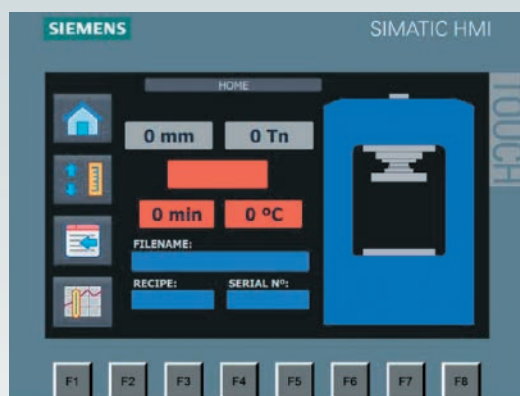 SIEMENS
SIMATIC HMI
TOUCH
HOME
0 mm
0 Tn
0 min
0 ºC
FILENAME:
RECIPE:
SERIAL Nº:
F1
F2
F3
F4
F5
F6
F7
F8